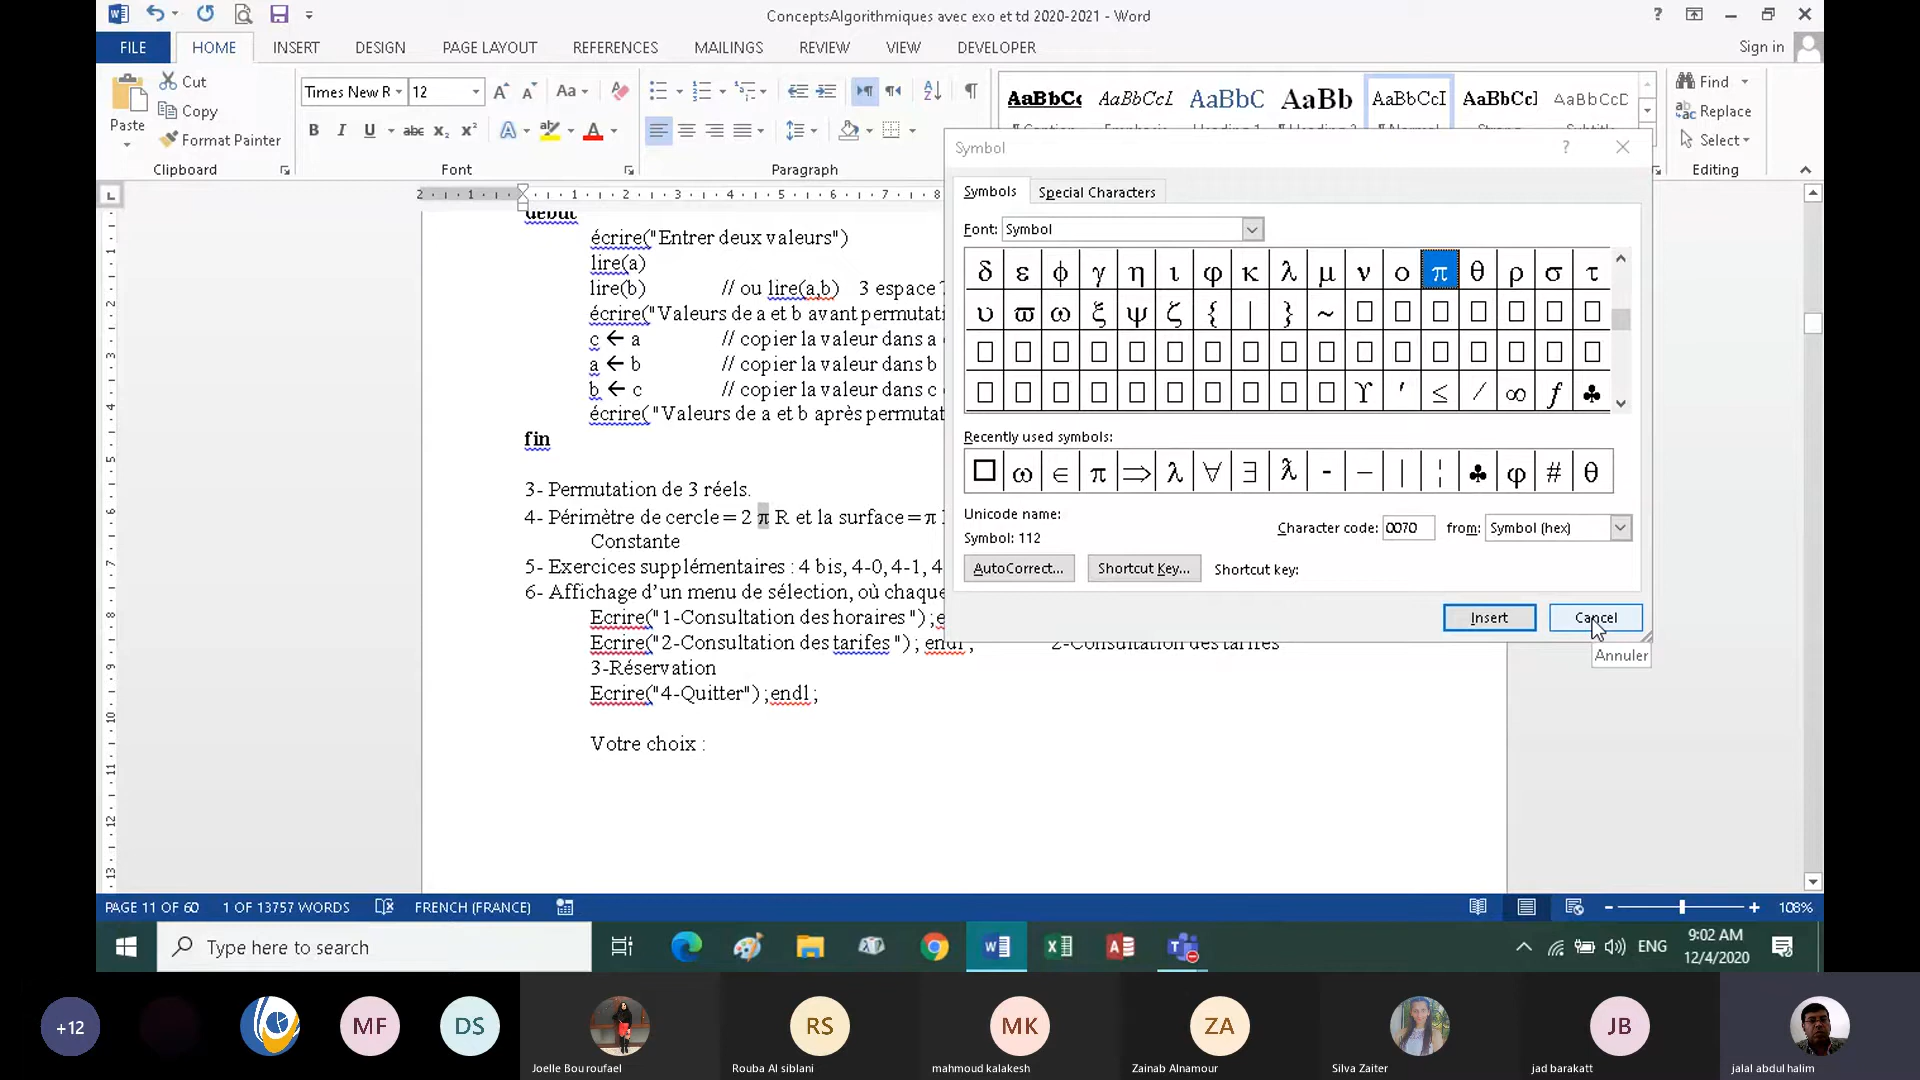 ConceptsAlgorithmiques avec exo et td 2020-2021 - Word
FILE HOME INSERT DESIGN PAGE LAYOUT REFERENCES MAILINGS REVIEW VIEW DEVELOPER Sign in
Paste Cut
Copy
Format Painter
Times New R 12
Clipboard Font Paragraph Editing
Find
Replace
Select
Symbol
Symbols Special Characters
Font: Symbol
δ ε ϕ γ η ι φ κ λ μ ν ο π θ ρ σ τ
υ ϖ ω ξ ψ ζ { | } ~
ϒ ′ ≤ ⁄ ∞ ƒ ♣
Recently used symbols:
□ ω ∈ π ⇒ λ ∀ ∃ ƛ - – | ¦ ♣ φ # θ
Unicode name:
Symbol: 112
Character code: 0070 from: Symbol (hex)
AutoCorrect... Shortcut Key... Shortcut key:
Insert Cancel
Annuler
début
écrire("Entrer deux valeurs")
lire(a)
lire(b) // ou lire(a,b) 3 espace
écrire("Valeurs de a et b avant
c ← a // copier la valeur dans a
a ← b // copier la valeur dans b
b ← c // copier la valeur dans c
écrire( "Valeurs de a et b après
fin
3- Permutation de 3 réels.
4- Périmètre de cercle = 2 π R et la surface = π
Constante
5- Exercices supplémentaires : 4 bis, 4-0, 4-1, 4
6- Affichage d’un menu de sélection, où chaque
Ecrire("1-Consultation des horaires ") ;
Ecrire("2-Consultation des tarifes ") ; endl ; 2-Consultation des tarifes
3-Réservation
Ecrire("4-Quitter") ;endl ;
Votre choix :
PAGE 11 OF 60 1 OF 13757 WORDS FRENCH (FRANCE) 108%
Type here to search
ENG 9:02 AM
12/4/2020
+12 MF DS RS MK ZA JB
Joelle Bou roufael Rouba Al siblani mahmoud kalakesh Zainab Alnamour Silva Zaiter jad barakatt jalal abdul halim